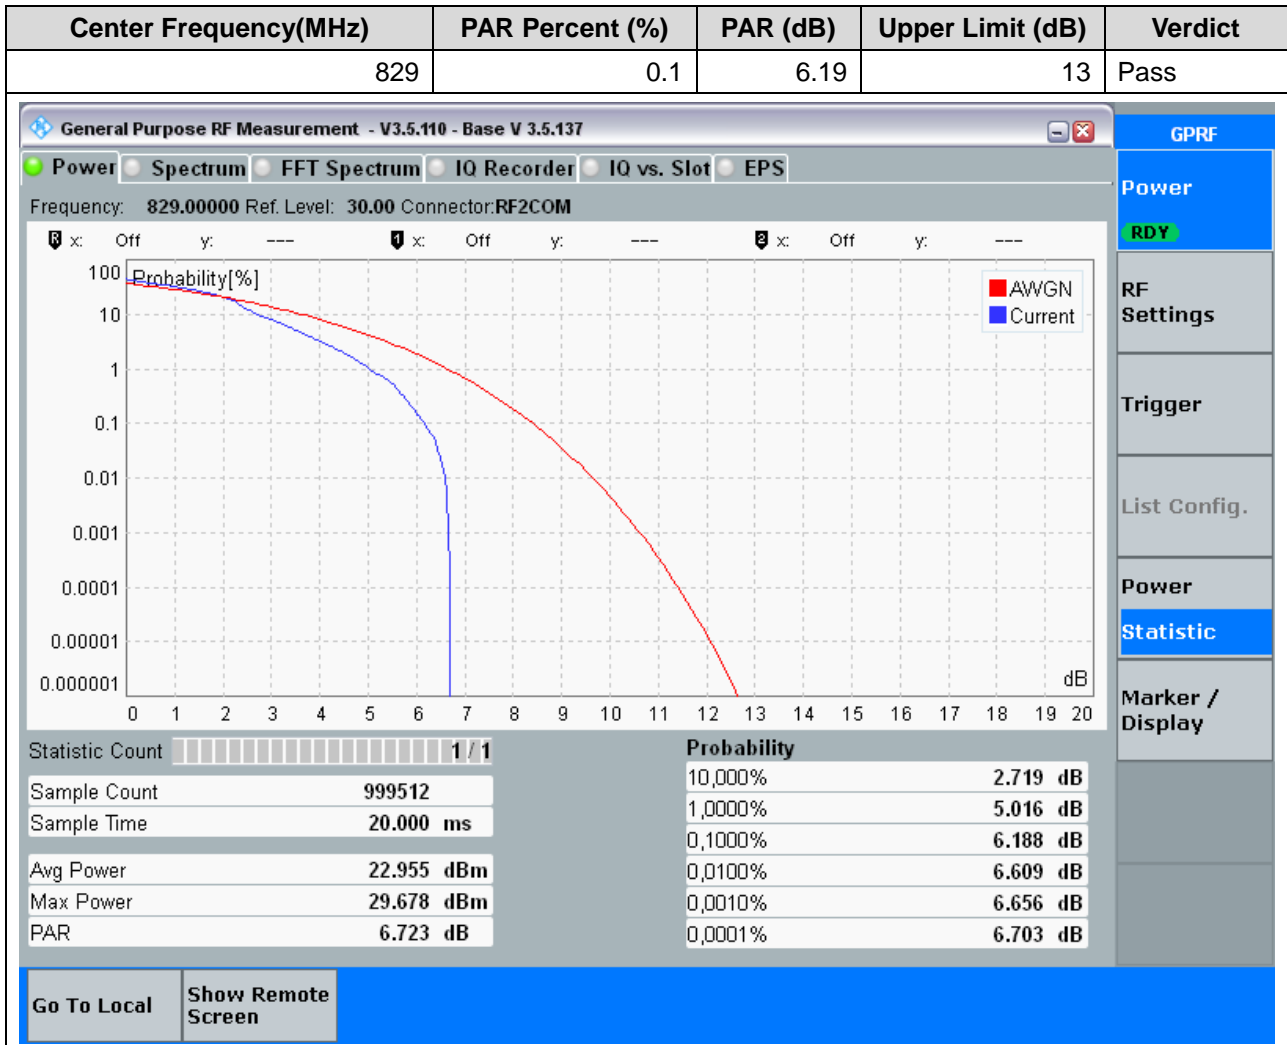 Center Frequency(MHz) PAR Percent (%) PAR (dB) Upper Limit (dB) Verdict
829 0.1 6.19 13 Pass
General Purpose RF Measurement - V3.5.110 - Base V 3.5.137
GPRF
Power Spectrum FFT Spectrum IQ Recorder IQ vs. Slot EPS
Frequency: 829.00000 Ref. Level: 30.00 Connector:RF2COM
R x: Off y: --- 1 x: Off y: --- 2 x: Off y: ---
Probability[%]
100
10
1
0.1
0.01
0.001
0.0001
0.00001
0.000001
AWGN
Current
dB
0 1 2 3 4 5 6 7 8 9 10 11 12 13 14 15 16 17 18 19 20
Statistic Count 1 / 1
Sample Count 999512
Sample Time 20.000 ms
Avg Power 22.955 dBm
Max Power 29.678 dBm
PAR 6.723 dB
Probability
10,000% 2.719 dB
1,0000% 5.016 dB
0,1000% 6.188 dB
0,0100% 6.609 dB
0,0010% 6.656 dB
0,0001% 6.703 dB
Power
RDY
RF
Settings
Trigger
List Config.
Power
Statistic
Marker /
Display
Go To Local
Show Remote
Screen